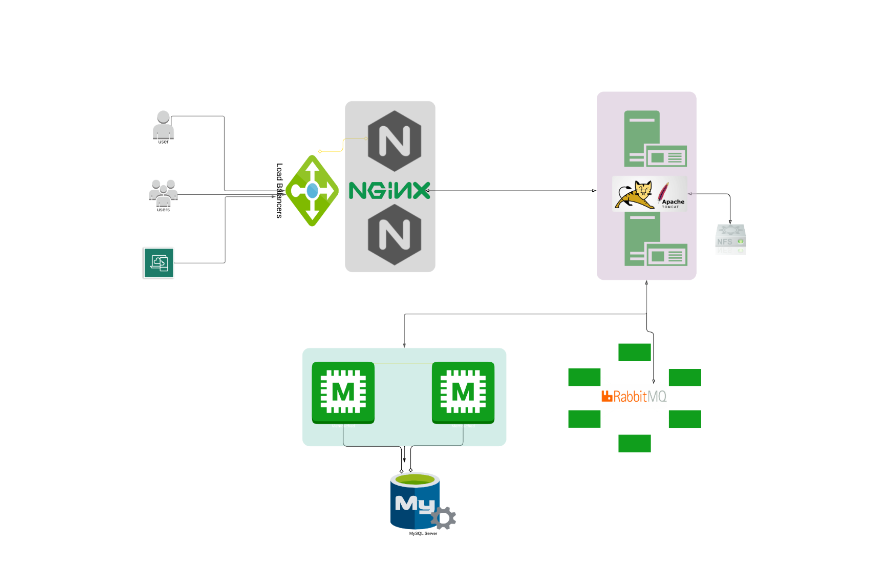 user
users
Load Balancers
N
NGINX
N
Apache
TOMCAT
NFS
M
M
RabbitMQ
My
MySQL Server